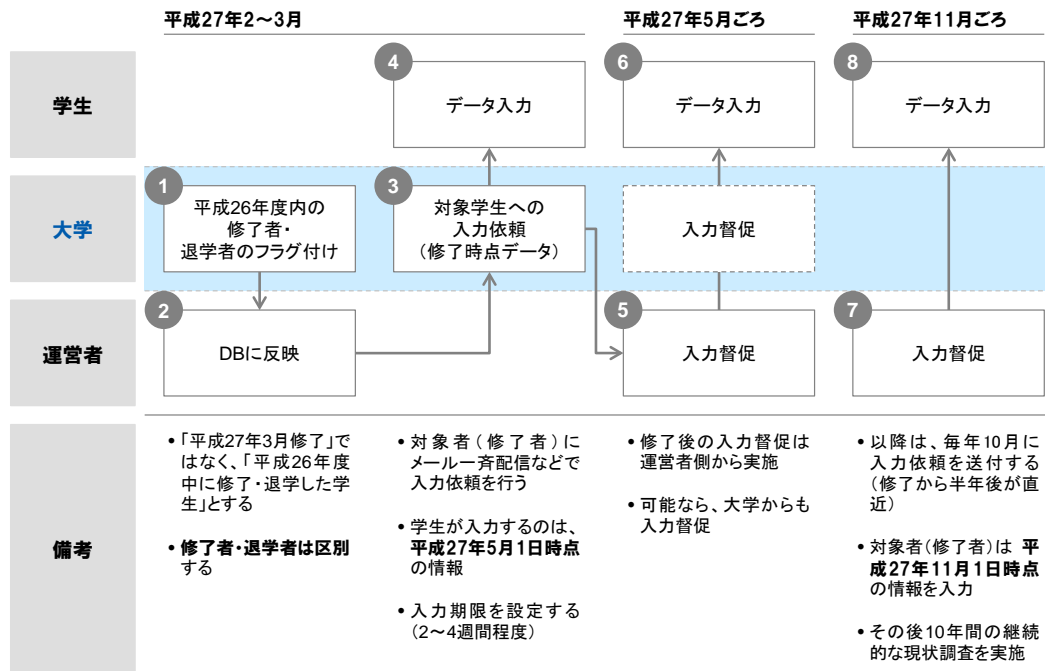 平成27年2～3月
平成27年5月ごろ
平成27年11月ごろ
学生
4
データ入力
6
データ入力
8
データ入力
大学
1
平成26年度内の
修了者・
退学者のフラグ付け
3
対象学生への
入力依頼
(修了時点データ)
入力督促
運営者
2
DBに反映
5
入力督促
7
入力督促
備考
•「平成27年3月修了」で
はなく、「平成26年度
中に修了・退学した学
生」とする
•修了者・退学者は区別
する
•対象者(修了者)に
メール一斉配信などで
入力依頼を行う
•学生が入力するのは、
平成27年5月1日時点
の情報
•入力期限を設定する
(2～4週間程度)
•修了後の入力督促は
運営者側から実施
•可能なら、大学からも
入力督促
•以降は、毎年10月に
入力依頼を送付する
(修了から半年後が直
近)
•対象者(修了者)は 平
成27年11月1日時点
の情報を入力
•その後10年間の継続
的な現状調査を実施